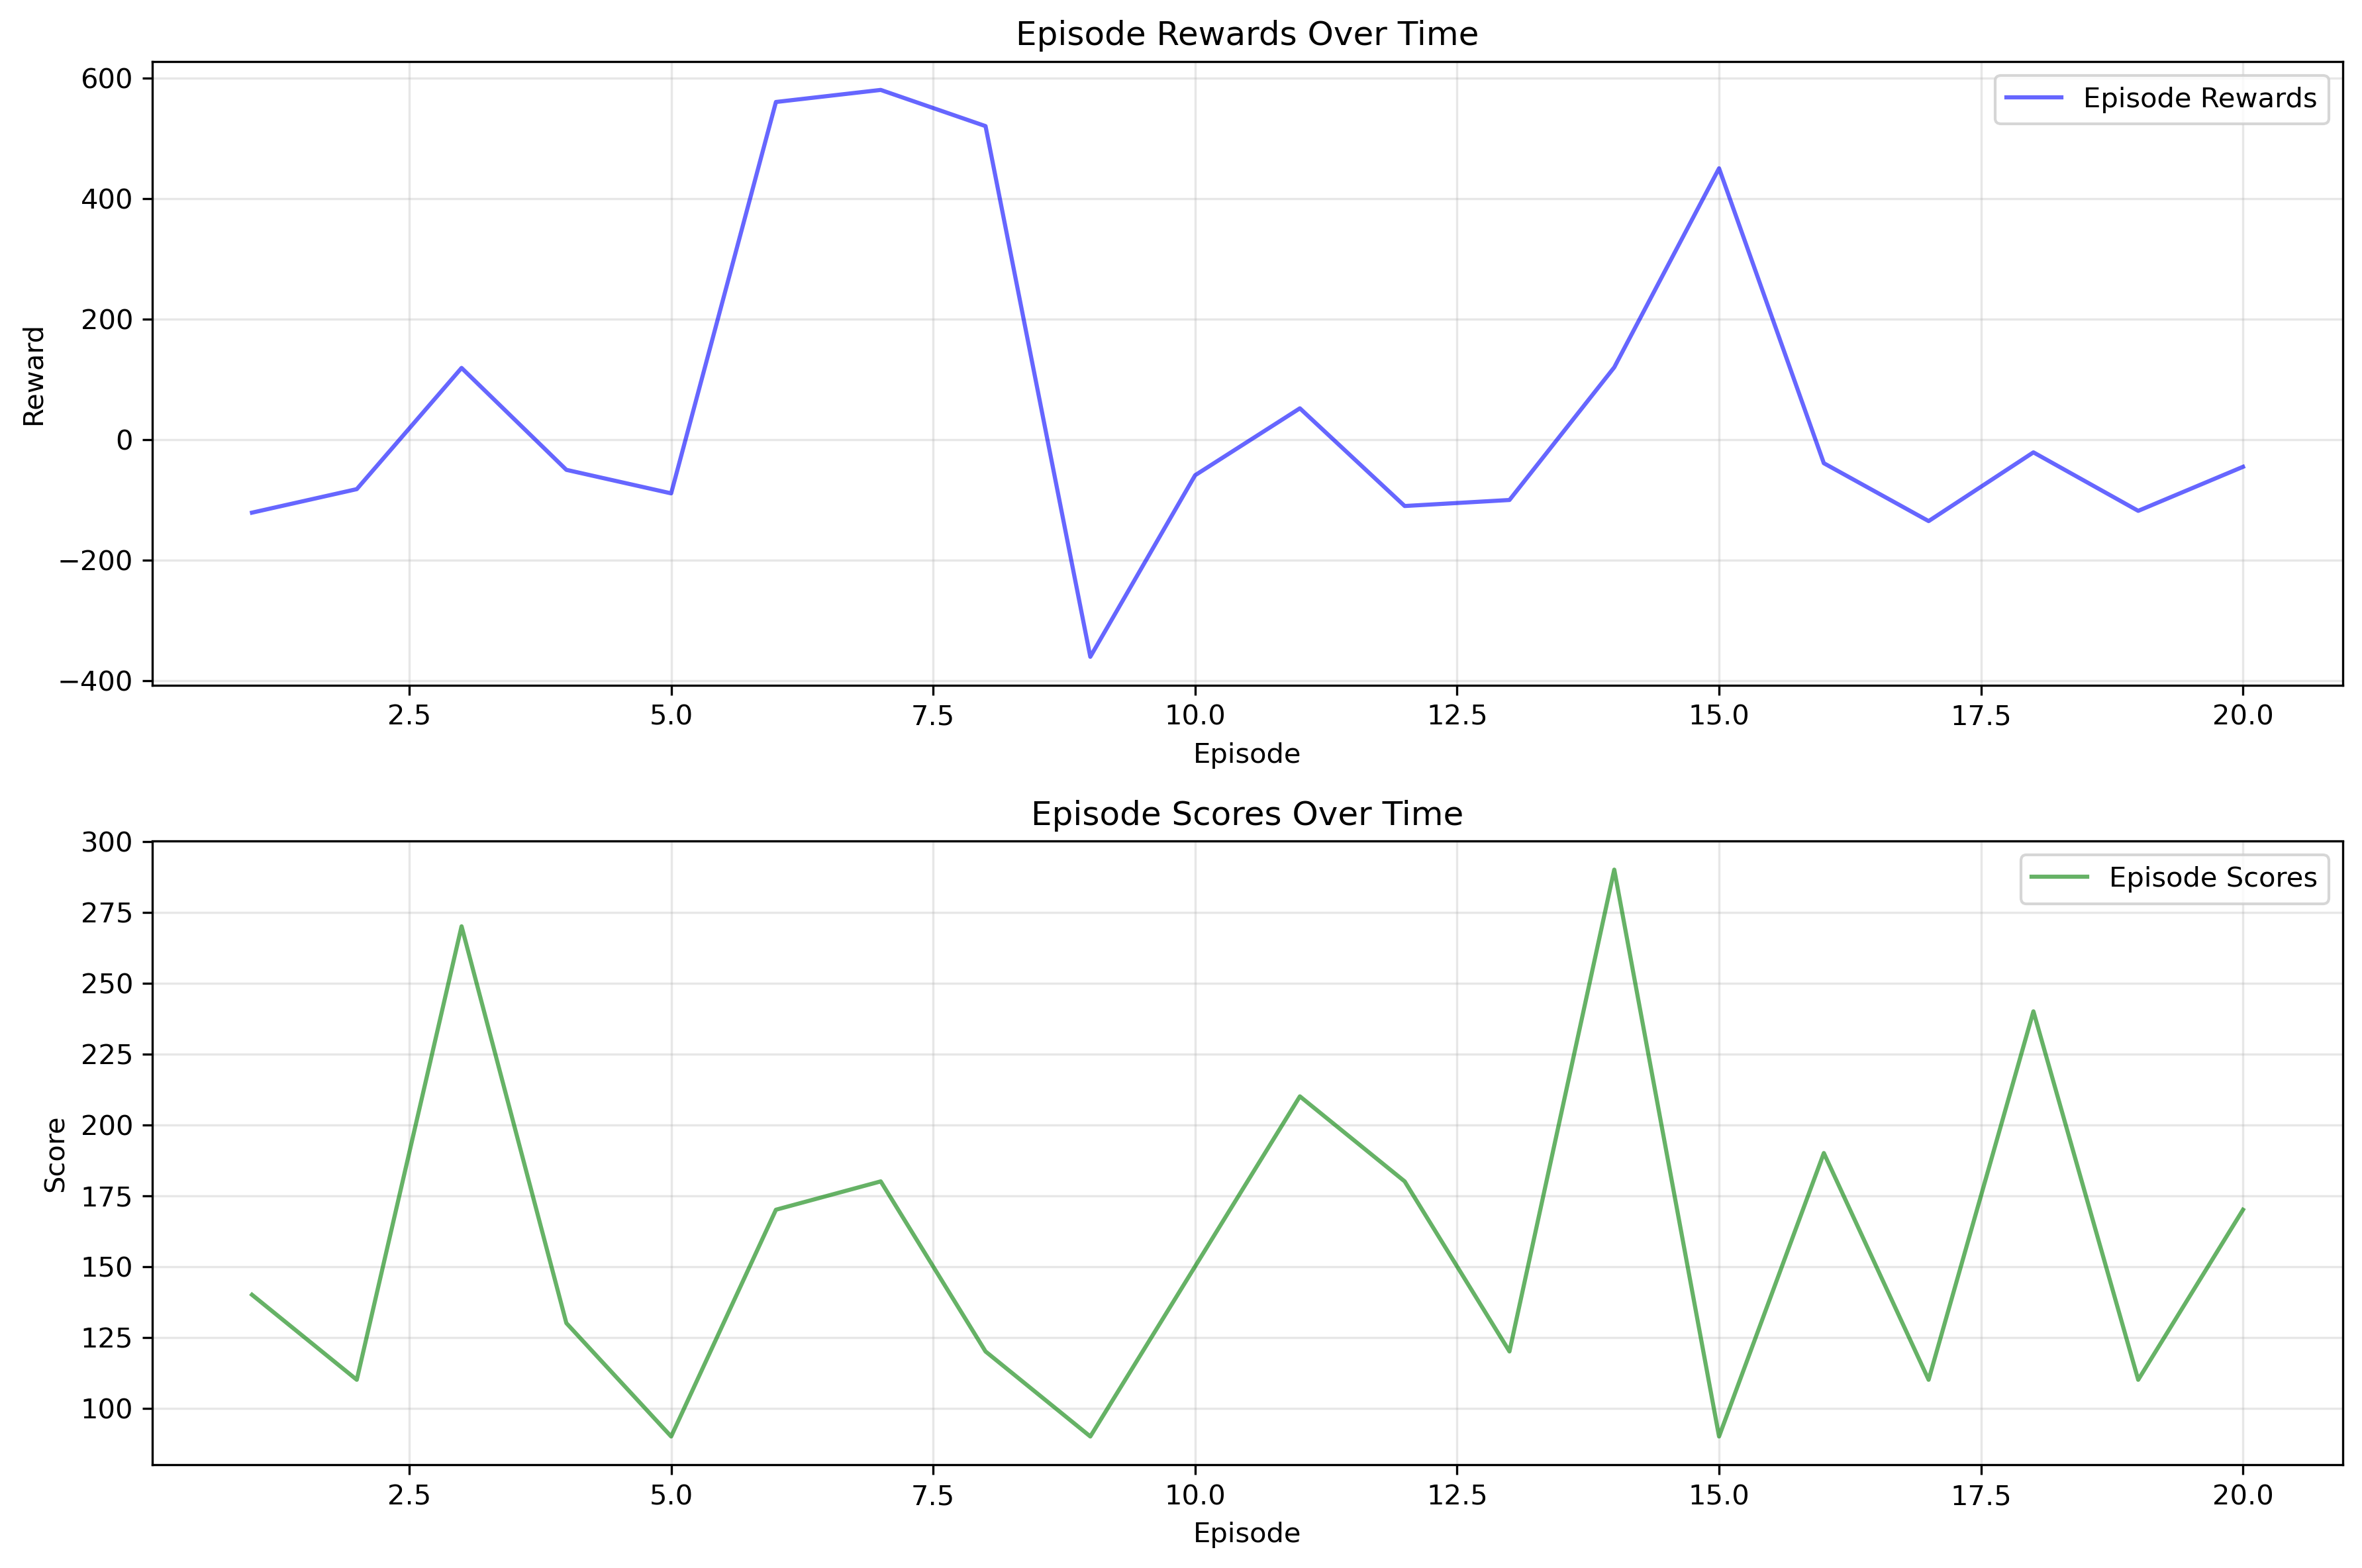 Episode Rewards Over Time
600
400
200
0
−200
−400
Reward
Episode Rewards
2.5 5.0 7.5 10.0 12.5 15.0 17.5 20.0
Episode
Episode Scores Over Time
300
275
250
225
200
175
150
125
100
Score
Episode Scores
2.5 5.0 7.5 10.0 12.5 15.0 17.5 20.0
Episode